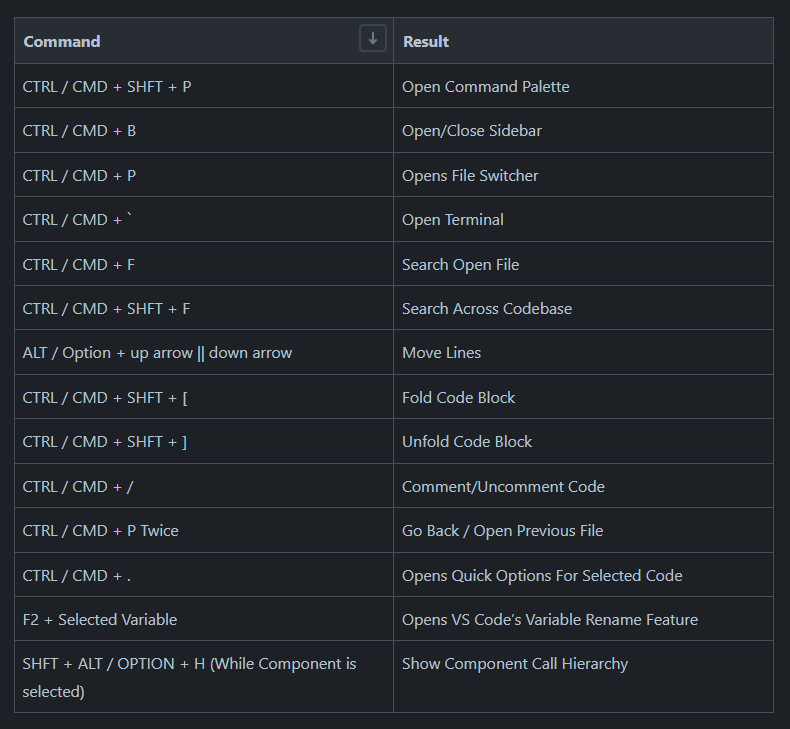 Command
Result
CTRL / CMD + SHFT + P
Open Command Palette
CTRL / CMD + B
Open/Close Sidebar
CTRL / CMD + P
Opens File Switcher
CTRL / CMD + `
Open Terminal
CTRL / CMD + F
Search Open File
CTRL / CMD + SHFT + F
Search Across Codebase
ALT / Option + up arrow || down arrow
Move Lines
CTRL / CMD + SHFT + [
Fold Code Block
CTRL / CMD + SHFT + ]
Unfold Code Block
CTRL / CMD + /
Comment/Uncomment Code
CTRL / CMD + P Twice
Go Back / Open Previous File
CTRL / CMD + .
Opens Quick Options For Selected Code
F2 + Selected Variable
Opens VS Code’s Variable Rename Feature
SHFT + ALT / OPTION + H (While Component is
selected)
Show Component Call Hierarchy